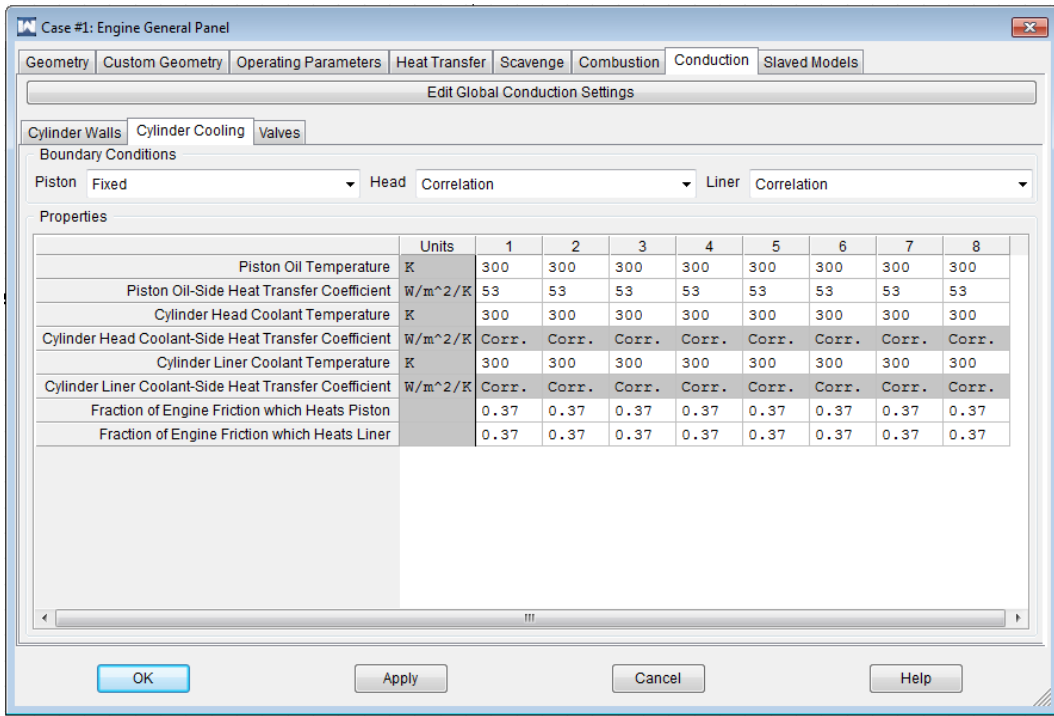 Case #1: Engine General Panel
Geometry Custom Geometry Operating Parameters Heat Transfer Scavenge Combustion Conduction Slaved Models
Edit Global Conduction Settings
Cylinder Walls Cylinder Cooling Valves
Boundary Conditions
Piston Fixed Head Correlation Liner Correlation
Properties
Units 1 2 3 4 5 6 7 8
Piston Oil Temperature K 300 300 300 300 300 300 300 300
Piston Oil-Side Heat Transfer Coefficient W/m^2/K 53 53 53 53 53 53 53 53
Cylinder Head Coolant Temperature K 300 300 300 300 300 300 300 300
Cylinder Head Coolant-Side Heat Transfer Coefficient W/m^2/K Corr. Corr. Corr. Corr. Corr. Corr. Corr. Corr.
Cylinder Liner Coolant Temperature K 300 300 300 300 300 300 300 300
Cylinder Liner Coolant-Side Heat Transfer Coefficient W/m^2/K Corr. Corr. Corr. Corr. Corr. Corr. Corr. Corr.
Fraction of Engine Friction which Heats Piston 0.37 0.37 0.37 0.37 0.37 0.37 0.37 0.37
Fraction of Engine Friction which Heats Liner 0.37 0.37 0.37 0.37 0.37 0.37 0.37 0.37
OK Apply Cancel Help